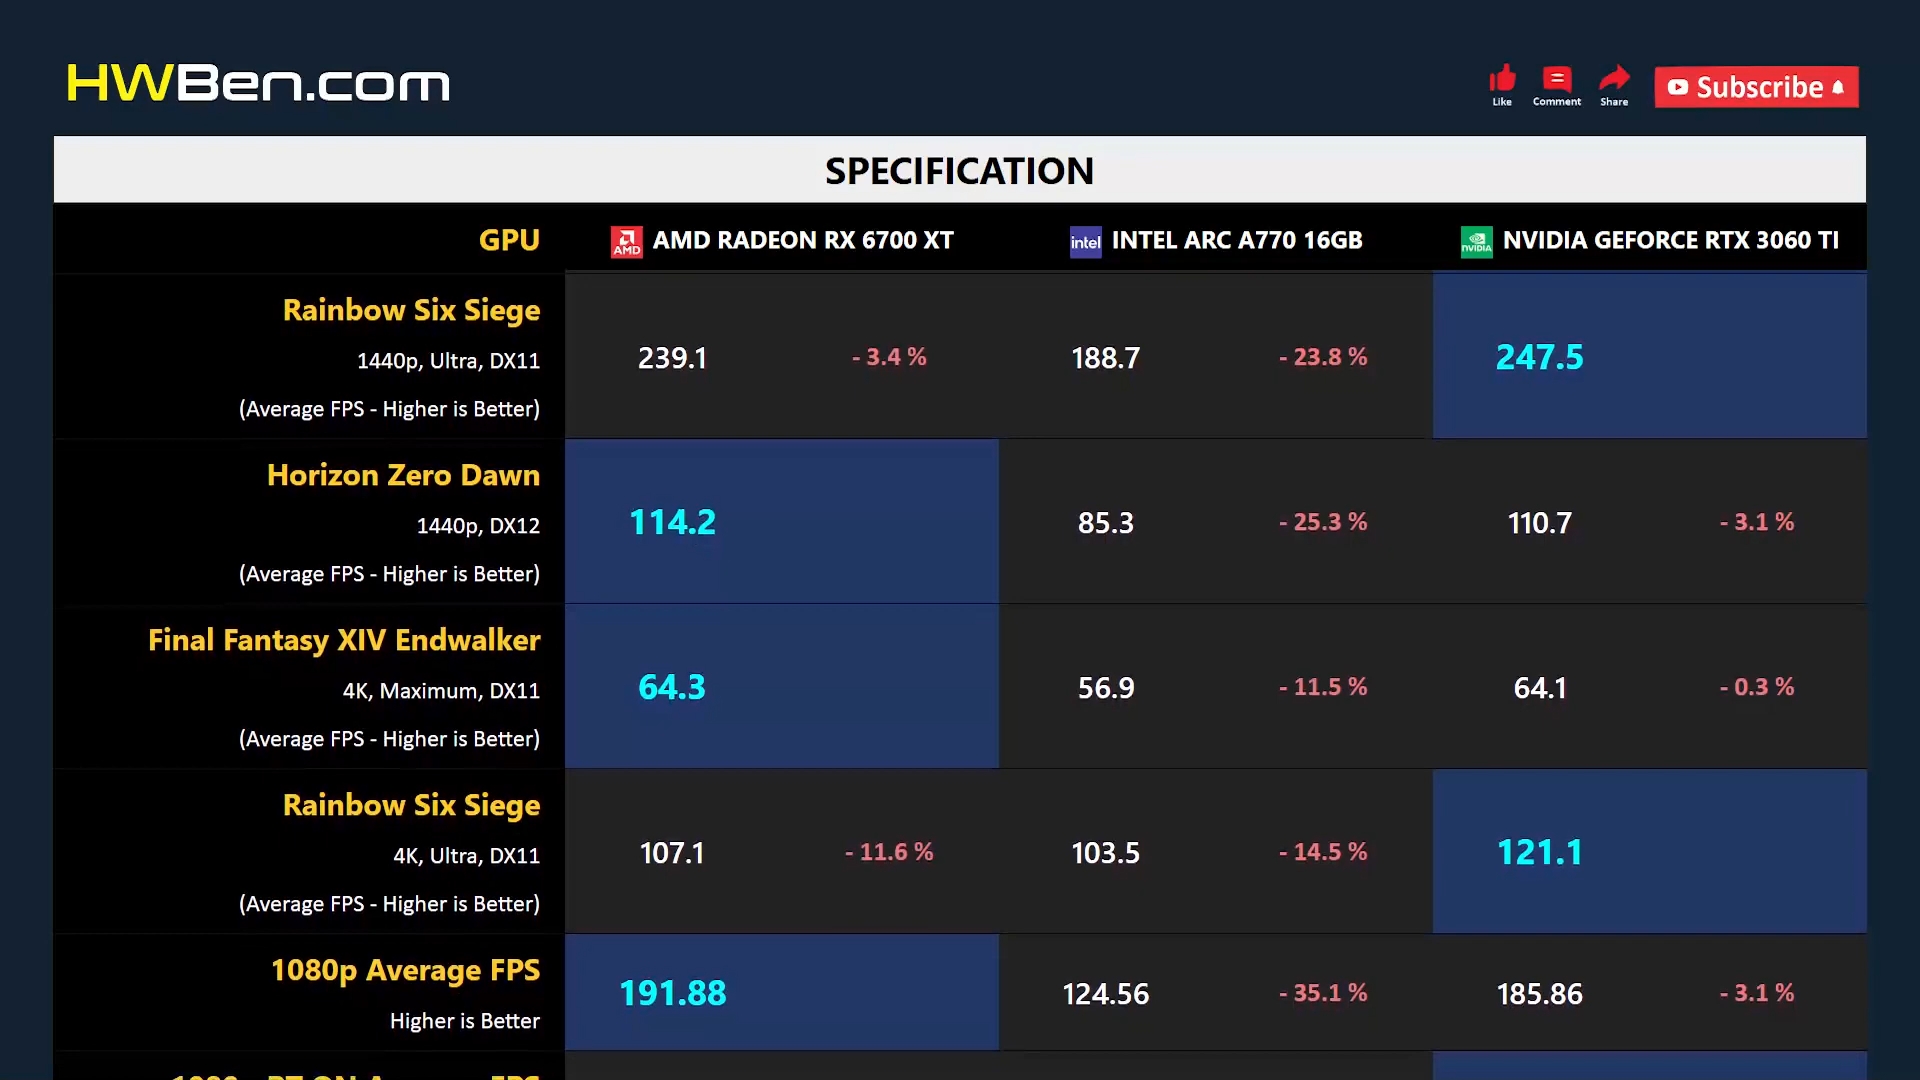 HWBen.com
Like Comment Share Subscribe
SPECIFICATION
GPU AMD AMD RADEON RX 6700 XT intel INTEL ARC A770 16GB NVIDIA NVIDIA GEFORCE RTX 3060 TI
Rainbow Six Siege
1440p, Ultra, DX11
239.1 - 3.4 % 188.7 - 23.8 % 247.5
(Average FPS - Higher is Better)
Horizon Zero Dawn
1440p, DX12
114.2 85.3 - 25.3 % 110.7 - 3.1 %
(Average FPS - Higher is Better)
Final Fantasy XIV Endwalker
4K, Maximum, DX11
64.3 56.9 - 11.5 % 64.1 - 0.3 %
(Average FPS - Higher is Better)
Rainbow Six Siege
4K, Ultra, DX11
107.1 - 11.6 % 103.5 - 14.5 % 121.1
(Average FPS - Higher is Better)
1080p Average FPS
191.88 124.56 - 35.1 % 185.86 - 3.1 %
Higher is Better